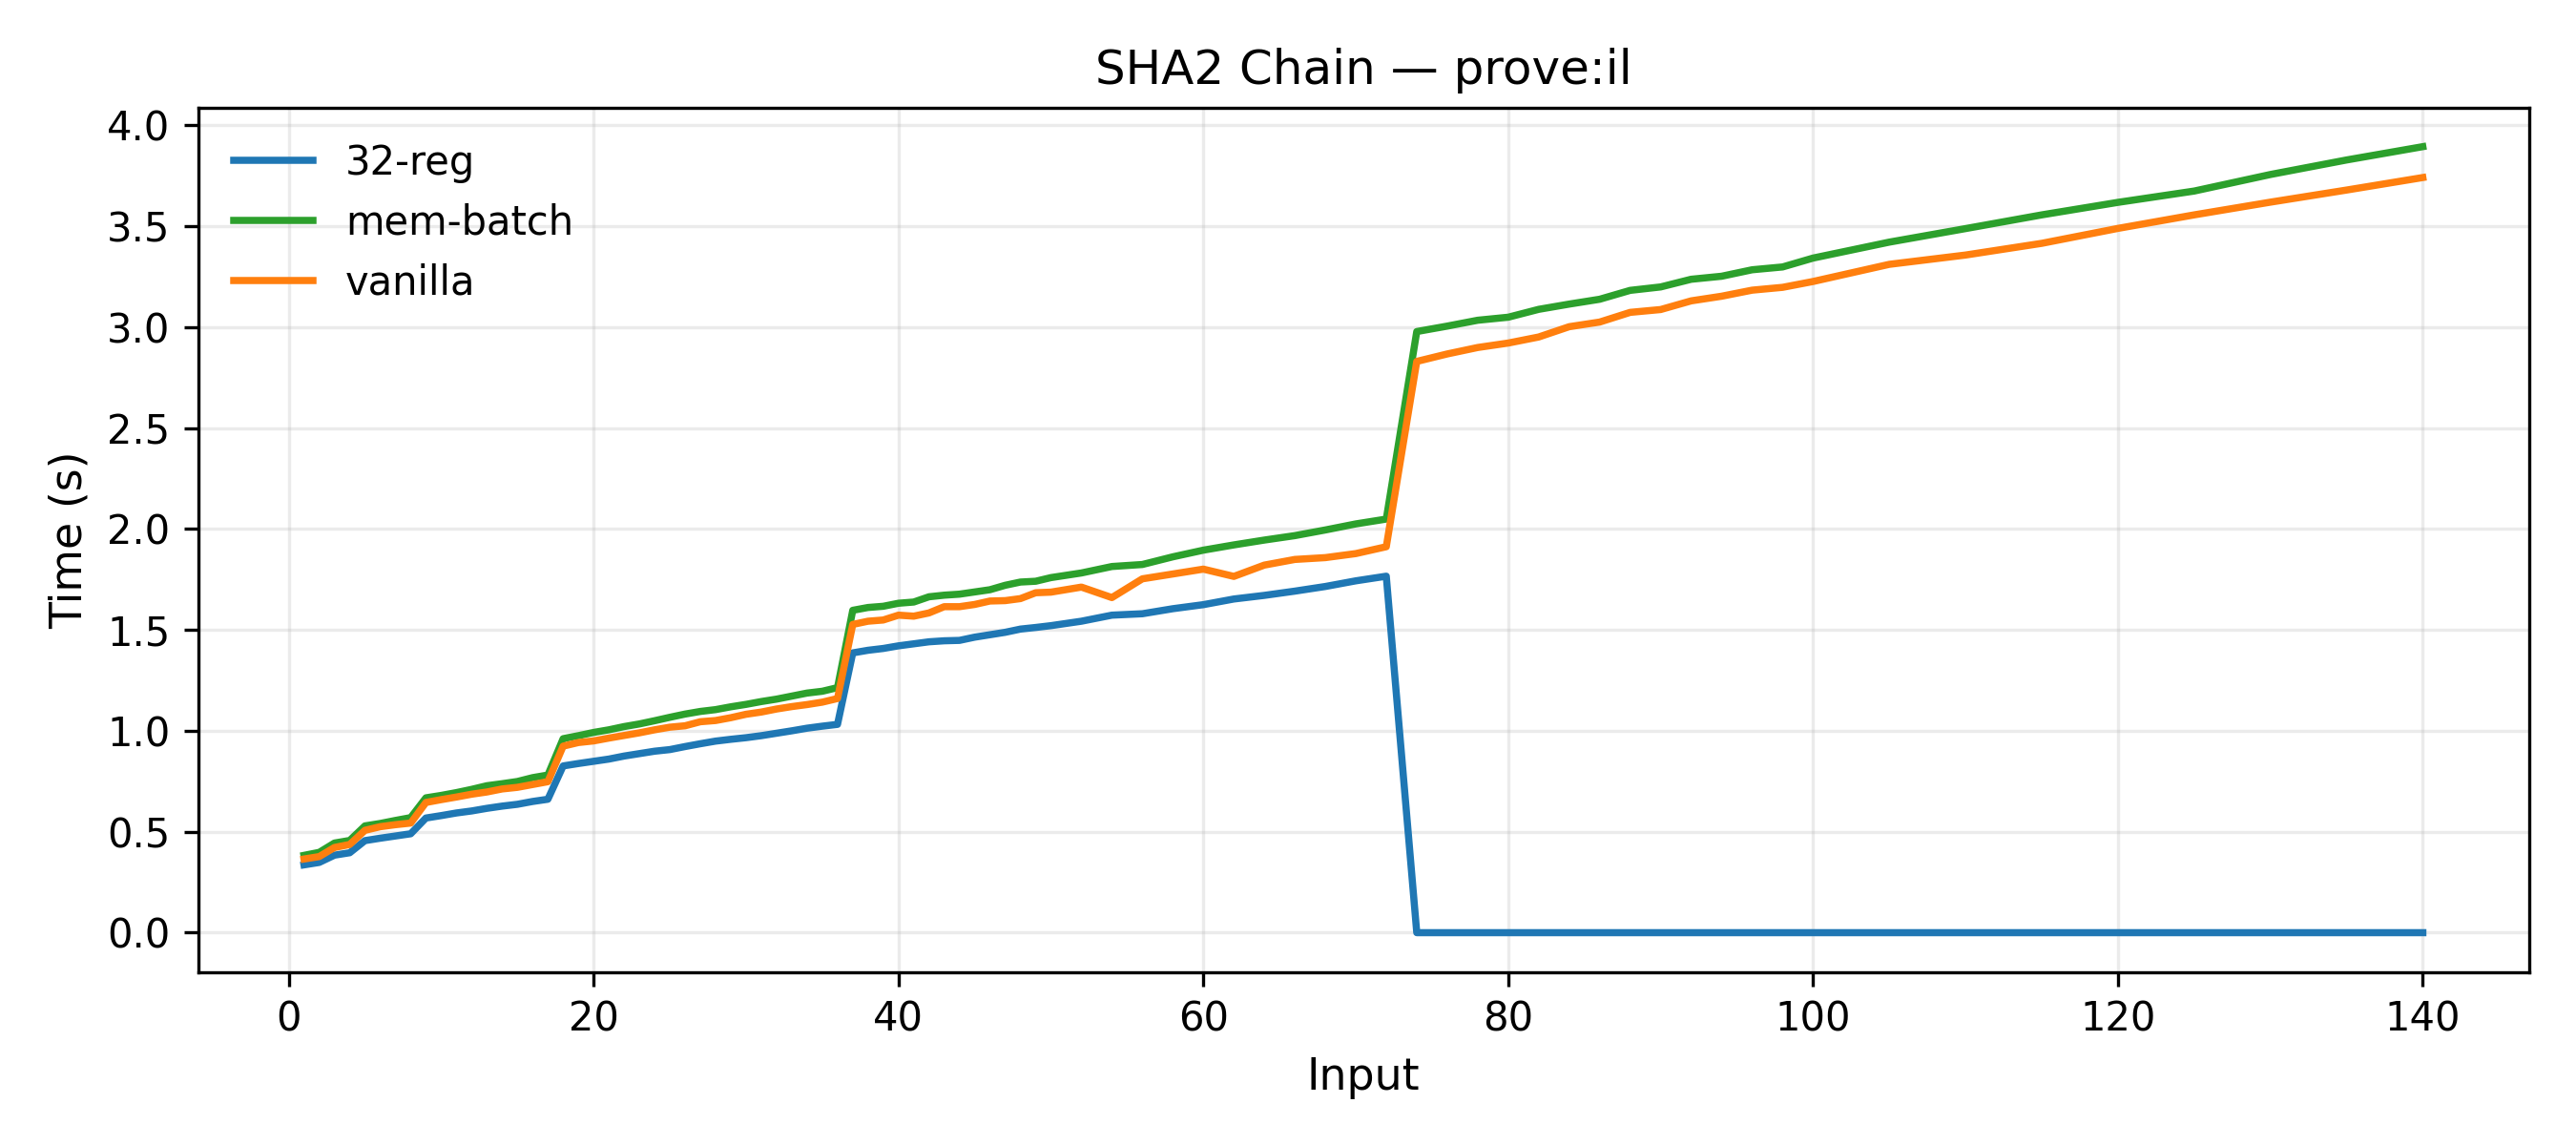 SHA2 Chain — prove:il
4.0
3.5
3.0
2.5
2.0
1.5
1.0
0.5
0.0
Time (s)
32-reg
mem-batch
vanilla
0 20 40 60 80 100 120 140
Input